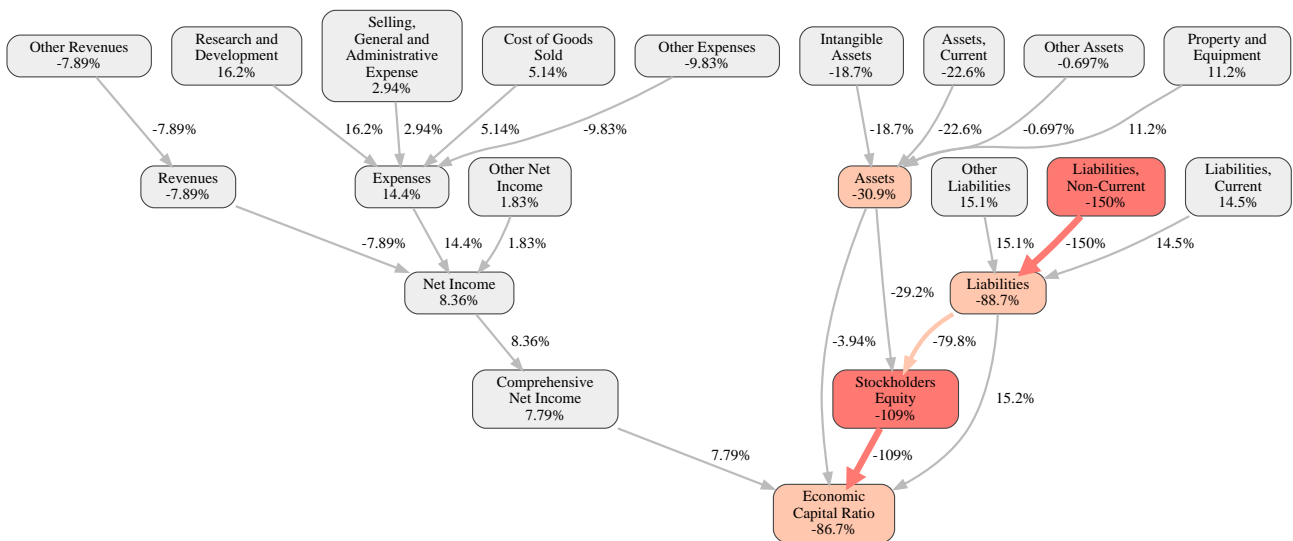 Other Revenues
-7.89%
Research and
Development
16.2%
Selling,
General and
Administrative
Expense
2.94%
Cost of Goods
Sold
5.14%
Other Expenses
-9.83%
Intangible
Assets
-18.7%
Assets,
Current
-22.6%
Other Assets
-0.697%
Property and
Equipment
11.2%
-7.89%
16.2%
2.94%
5.14%
-9.83%
-18.7%
-22.6%
-0.697%
11.2%
Revenues
-7.89%
Expenses
14.4%
Other Net
Income
1.83%
Assets
-30.9%
Other
Liabilities
15.1%
Liabilities,
Non-Current
-150%
Liabilities,
Current
14.5%
-7.89%
14.4%
1.83%
15.1%
-150%
14.5%
Net Income
8.36%
-29.2%
Liabilities
-88.7%
8.36%
-3.94%
-79.8%
Comprehensive
Net Income
7.79%
Stockholders
Equity
-109%
15.2%
7.79%
-109%
Economic
Capital Ratio
-86.7%